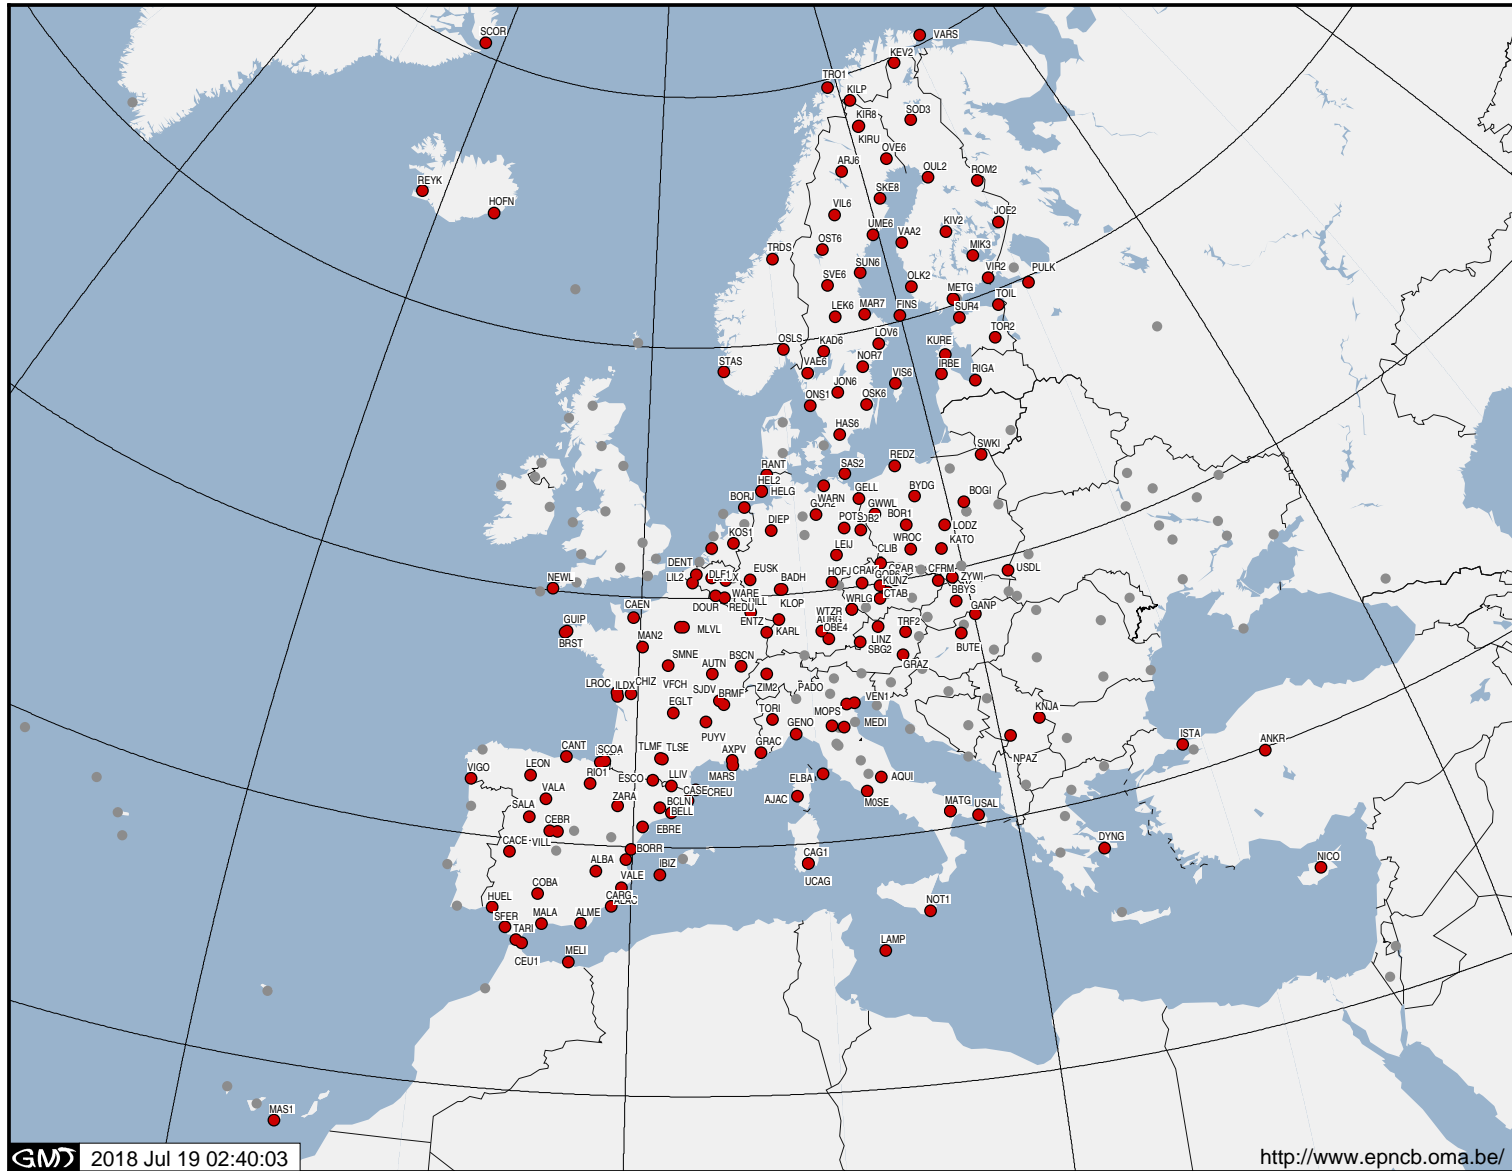 SCOR
VARS
KEV2
TRO1
KILP
SOD3
KIR8
KIRU
OVE6
ARJ6
OUL2
ROM2
REYK
SKE8
HOFN
VIL6
JOE2
UME6
VAA2
KIV2
OST6
TRDS
MIK3
SUN6
VIR2
PULK
SVE6
OLK2
METG
TOIL
LEK6
MAR7
FINS
SUR4
TOR2
OSLS
KAD6
LOV6
KURE
STAS
VAE6
NOR7
IRBE
RIGA
JON6
VIS6
ONS1
OSK6
HAS6
SWKI
RANT
SAS2
REDZ
HEL2
HELG
WARN
GELL
BYDG
BOGI
BORJ
GWWL
DIEP
POTS
BOR1
LODZ
KOS1
WROC
KATO
LEIJ
CLIB
DENT
LIL2
DLF1
EUSK
BADH
HOFJ
CRAK
CPAR
KUNZ
CFRM
ZYWI
USDL
NEWL
WARE
DOUR
REDU
KLOP
WRLG
CTAB
BBYS
GANP
CAEN
GUIP
BRST
MLVL
ENTZ
KARL
WTZR
AUBG
OBE4
LINZ
TRF2
BUTE
MAN2
SBG2
GRAZ
SMNE
AUTN
BSCN
ZIM2
LROC
ILDX
CHIZ
VFCH
SJDV
BRMF
PADO
VEN1
EGLT
TORI
MOPS
MEDI
KNJA
PUYV
GENO
NPAZ
ISTA
ANKR
CANT
SCOA
TLMF
TLSE
AXPV
GRAC
MARS
VIGO
LEON
RIO1
ESCO
LLIV
ELBA
AQUI
VALA
ZARA
CASE
CREU
AJAC
M0SE
BCLN
BELL
SALA
MATG
USAL
CEBR
EBRE
VILL
CACE
BORR
DYNG
ALBA
VALE
IBIZ
CAG1
UCAG
NICO
COBA
CARG
ALAC
HUEL
SFER
MALA
ALME
NOT1
TARI
CEU1
MELI
LAMP
MAS1
GMT 2018 Jul 19 02:40:03
http://www.epncb.oma.be/